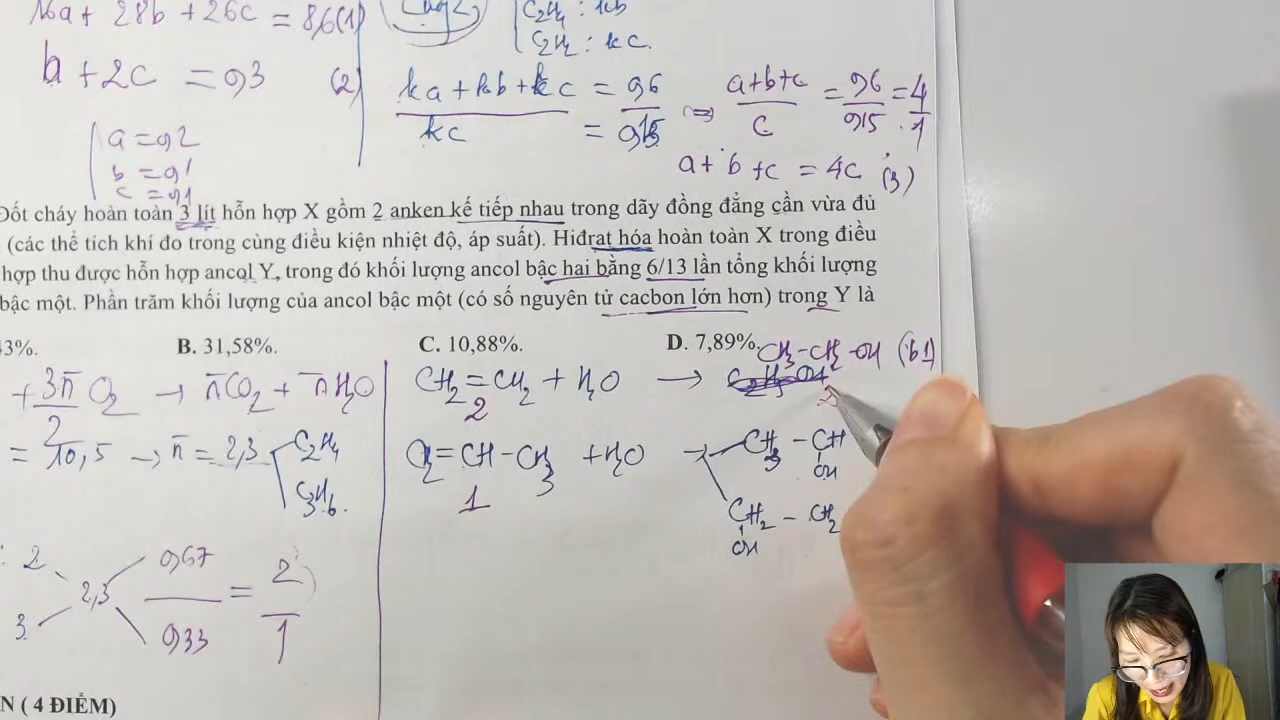 16a + 28b + 26c = 8,6 (1)
C2H4 : kb
C2H2 : kc.
b + 2c = 0,3 (2)
ka + kb + kc = 0,6
kc = 0,15
=> a+b+c / c = 0,6 / 0,15 = 4 / 1
a + b + c = 4c (3)
a = 0,2
b = 0,1
c = 0,1
Đốt cháy hoàn toàn 3 lít hỗn hợp X gồm 2 anken kế tiếp nhau trong dãy đồng đẳng cần vừa đủ
(các thể tích khí đo trong cùng điều kiện nhiệt độ, áp suất). Hiđrat hóa hoàn toàn X trong điều
hợp thu được hỗn hợp ancol Y, trong đó khối lượng ancol bậc hai bằng 6/13 lần tổng khối lượng
bậc một. Phần trăm khối lượng của ancol bậc một (có số nguyên tử cacbon lớn hơn) trong Y là
3%.
B. 31,58%.
C. 10,88%.
D. 7,89%.
+ 3n̄/2 O2 → n̄CO2 + n̄H2O
= 10,5 → n̄ = 2,3
C2H4
C3H6.
2
3
2,3
0,67
0,33
= 2 / 1
CH2 = CH2 + H2O →
CH3 - CH2 - OH (b1)
2
CH2 = CH - CH3 + H2O →
1
CH3 - CH
OH
CH2 - CH2
OH
N ( 4 ĐIỂM)